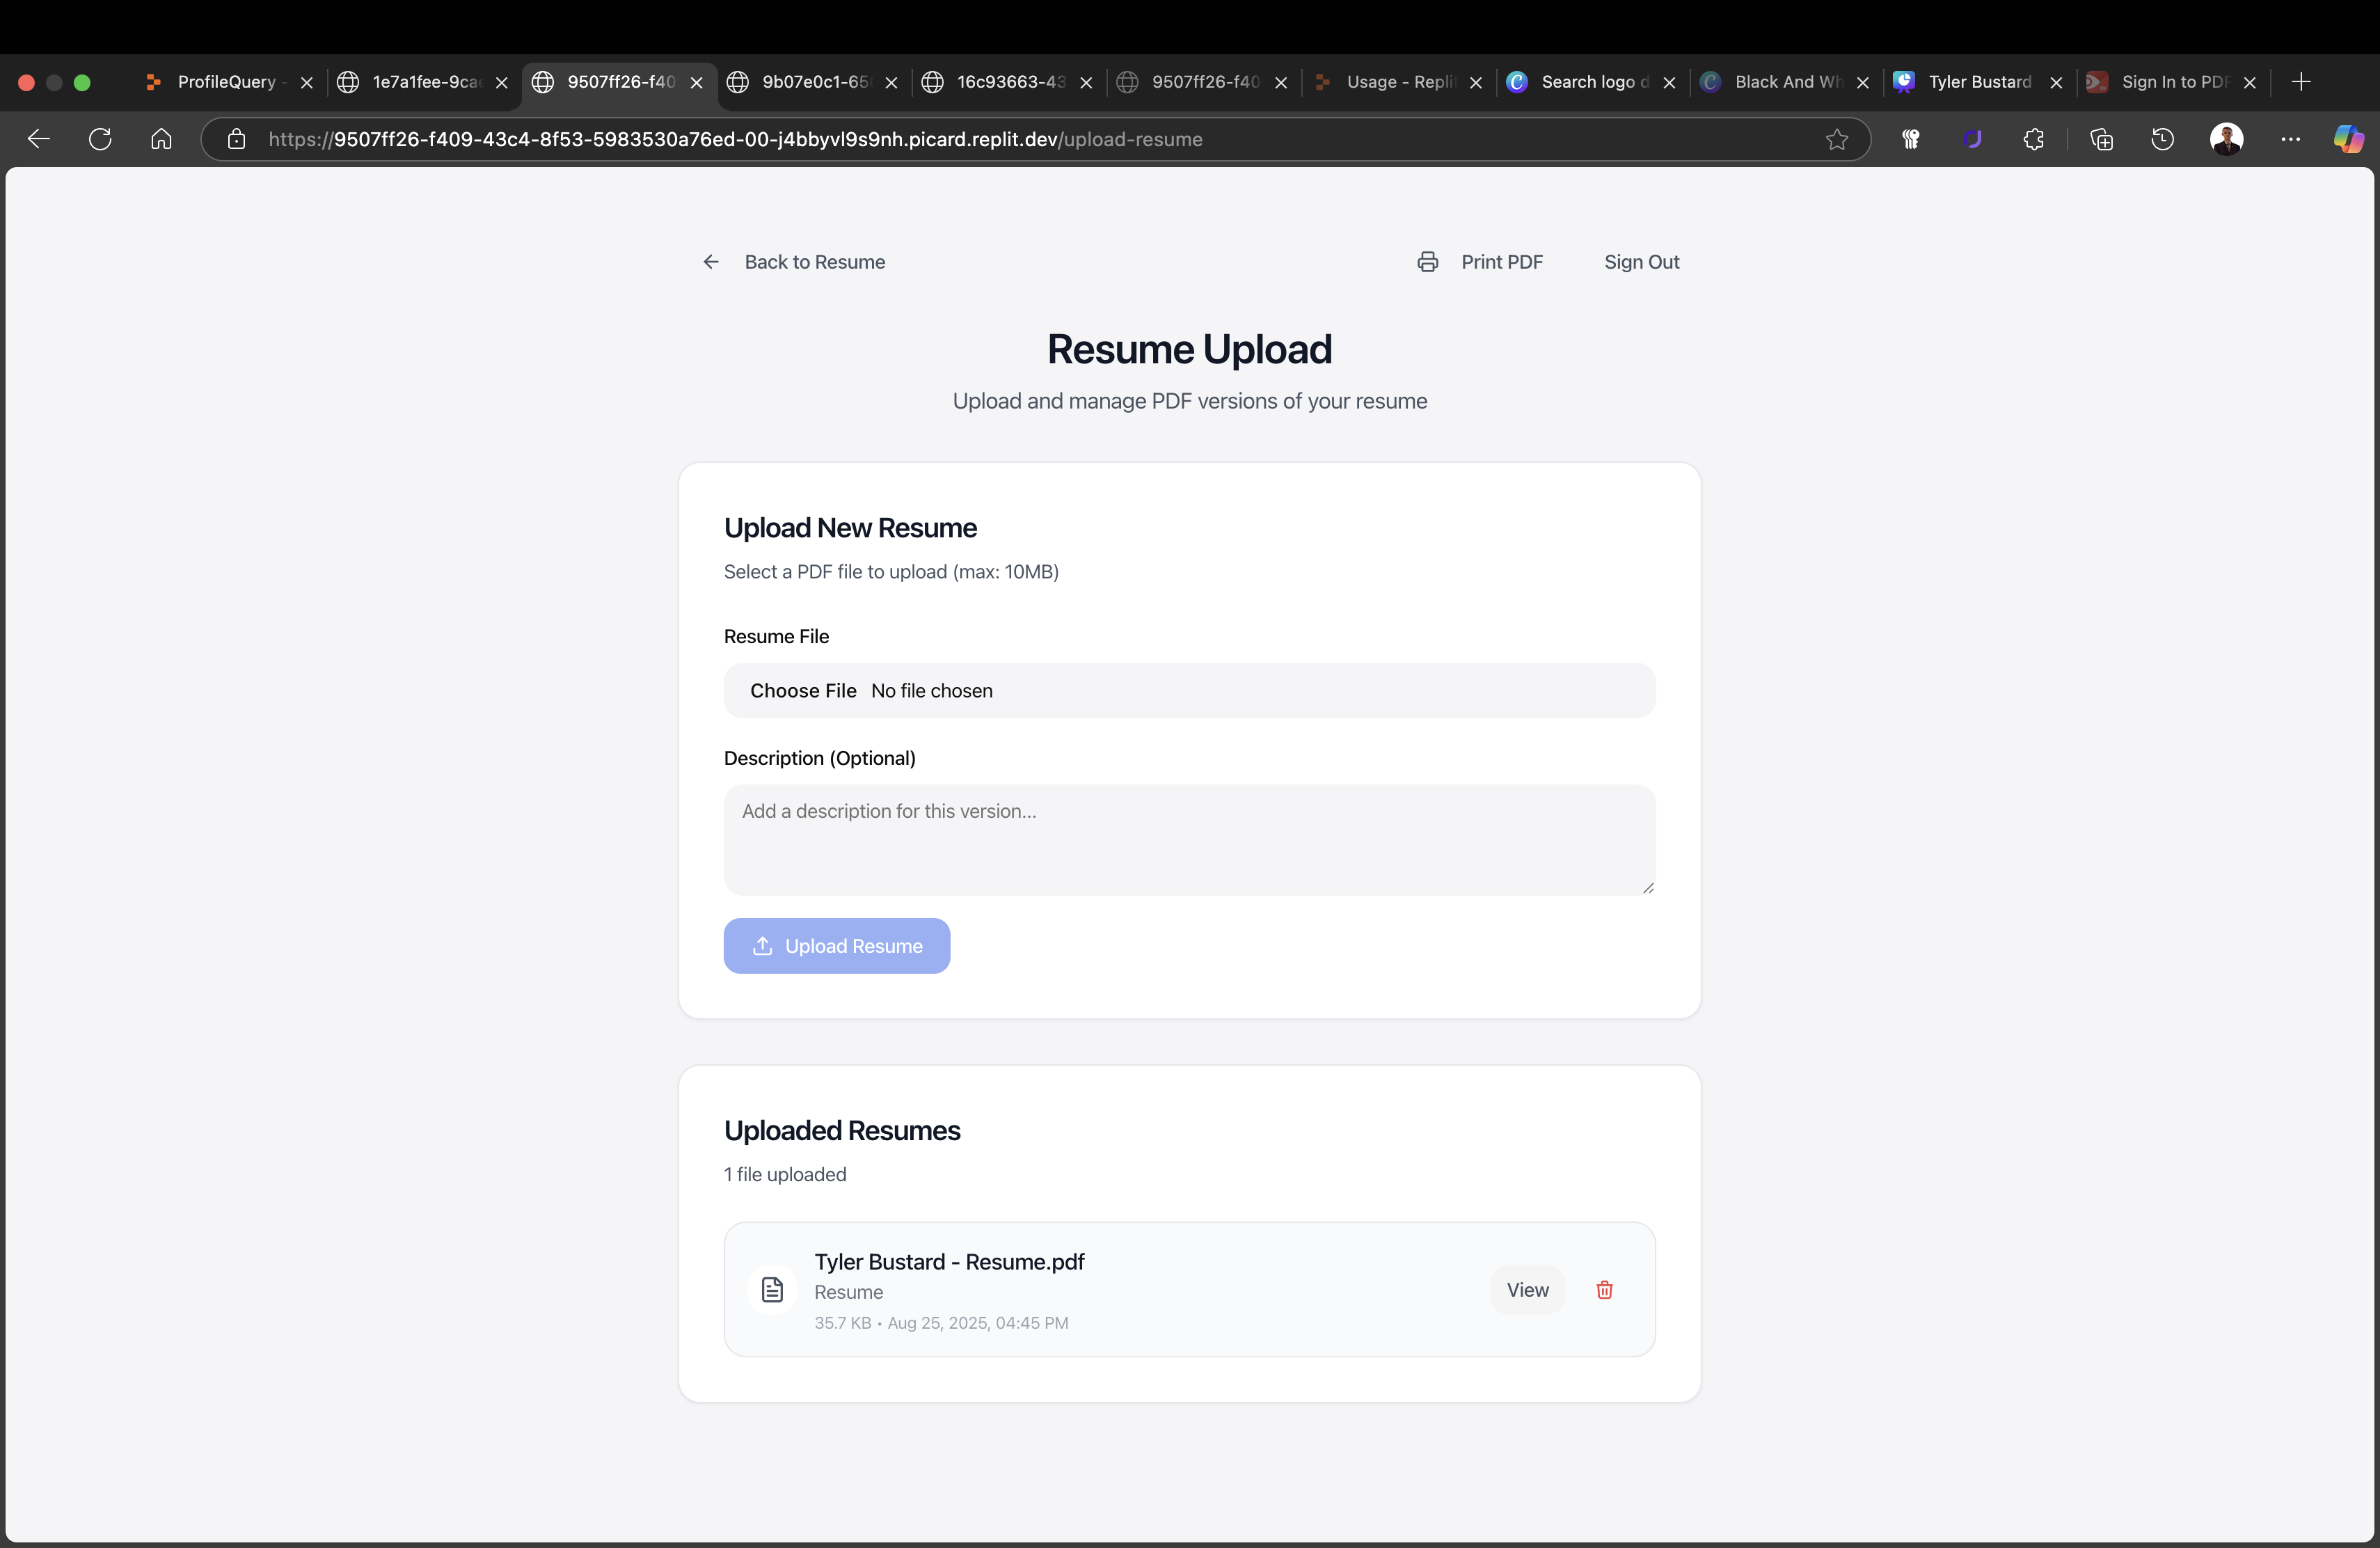 ProfileQuery -
1e7a1fee-9cae
9507ff26-f40
9b07e0c1-65
16c93663-43
9507ff26-f40
Usage - Repli
Search logo d
Black And Wh
Tyler Bustard
Sign In to PDF
https://9507ff26-f409-43c4-8f53-5983530a76ed-00-j4bbyvl9s9nh.picard.replit.dev/upload-resume
Back to Resume
Print PDF
Sign Out
Resume Upload
Upload and manage PDF versions of your resume
Upload New Resume
Select a PDF file to upload (max: 10MB)
Resume File
Choose File No file chosen
Description (Optional)
Add a description for this version...
Upload Resume
Uploaded Resumes
1 file uploaded
Tyler Bustard - Resume.pdf
Resume
View
35.7 KB • Aug 25, 2025, 04:45 PM